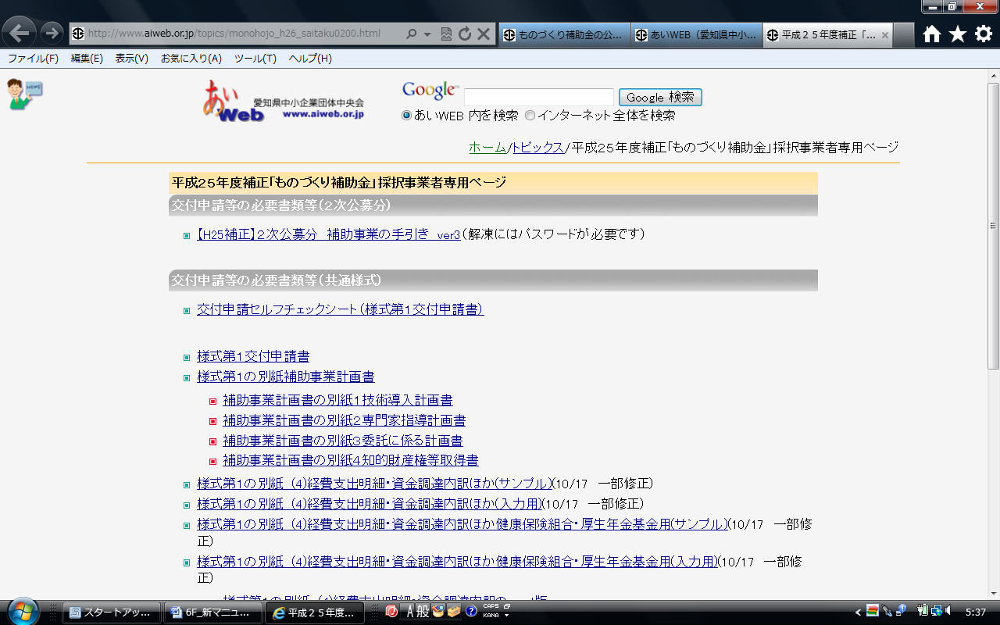 http://www.aiweb.or.jp/topics/monohojo_h26_saitaku0200.html
ものづくり補助金の公...
あいWEB（愛知県中小...
平成２５年度補正「...
ファイル(F) 編集(E) 表示(V) お気に入り(A) ツール(T) ヘルプ(H)
NEWS
あい Web
愛知県中小企業団体中央会
www.aiweb.or.jp
Google™
Google 検索
あいWEB 内を検索 インターネット全体を検索
ホーム/トピックス/平成２５年度補正「ものづくり補助金」採択事業者専用ページ
平成２５年度補正「ものづくり補助金」採択事業者専用ページ
交付申請等の必要書類等（２次公募分）
【H25補正】２次公募分　補助事業の手引き　ver3（解凍にはパスワードが必要です）
交付申請等の必要書類等（共通様式）
交付申請セルフチェックシート（様式第１交付申請書）
様式第１交付申請書
様式第１の別紙補助事業計画書
補助事業計画書の別紙１技術導入計画書
補助事業計画書の別紙２専門家指導計画書
補助事業計画書の別紙３委託に係る計画書
補助事業計画書の別紙４知的財産権等取得書
様式第１の別紙_(4)経費支出明細・資金調達内訳ほか(サンプル)(10/17　一部修正)
様式第１の別紙_(4)経費支出明細・資金調達内訳ほか(入力用)(10/17　一部修正)
様式第１の別紙_(4)経費支出明細・資金調達内訳ほか健康保険組合・厚生年金基金用(サンプル)(10/17　一部修
正)
様式第１の別紙_(4)経費支出明細・資金調達内訳ほか健康保険組合・厚生年金基金用(入力用)(10/17　一部修
正)
スタートアッ...
6F_新マニュ...
平成２５年度...
A 般
CAPS
KANA
5:37